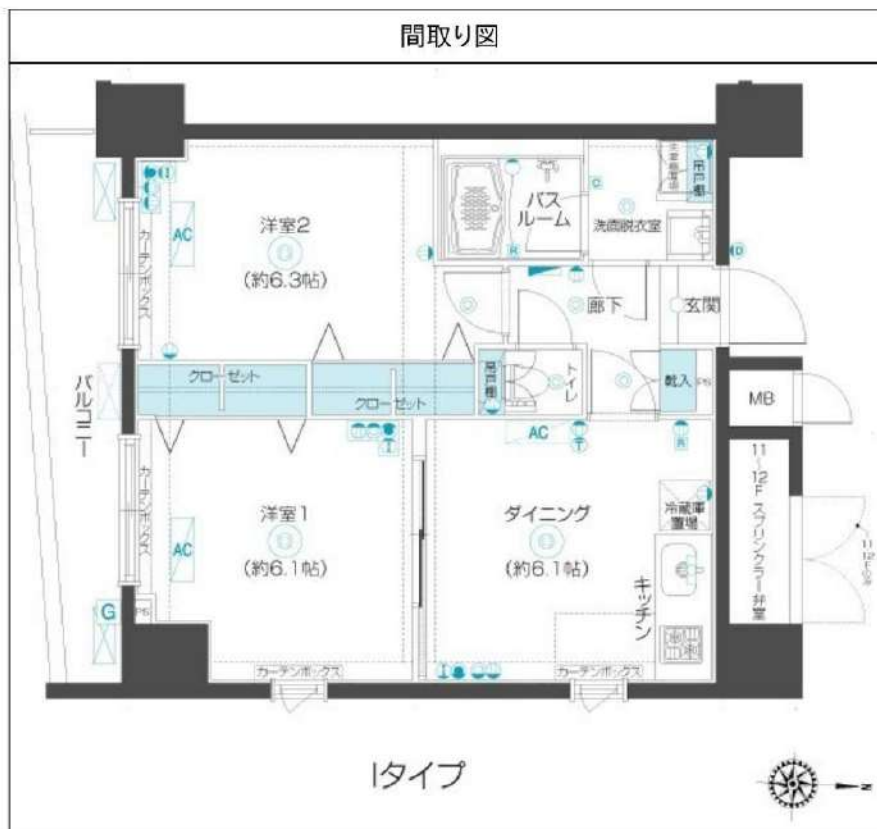 間取り図
洋室2
(約6.3帖)
AC
カーテンボックス
I
バス
ルーム
R
C
洗面脱衣室
吊戸棚
D
廊下
玄関
クローゼット
クローゼット
吊戸棚
トイレ
靴入
PS
MB
バルコニー
AC
T
R
I
洋室1
(約6.1帖)
AC
カーテンボックス
ダイニング
(約6.1帖)
冷蔵庫
置場
キッチン
11~12F スプリンクラー弁室
G
PS
カーテンボックス
I
カーテンボックス
Iタイプ
N